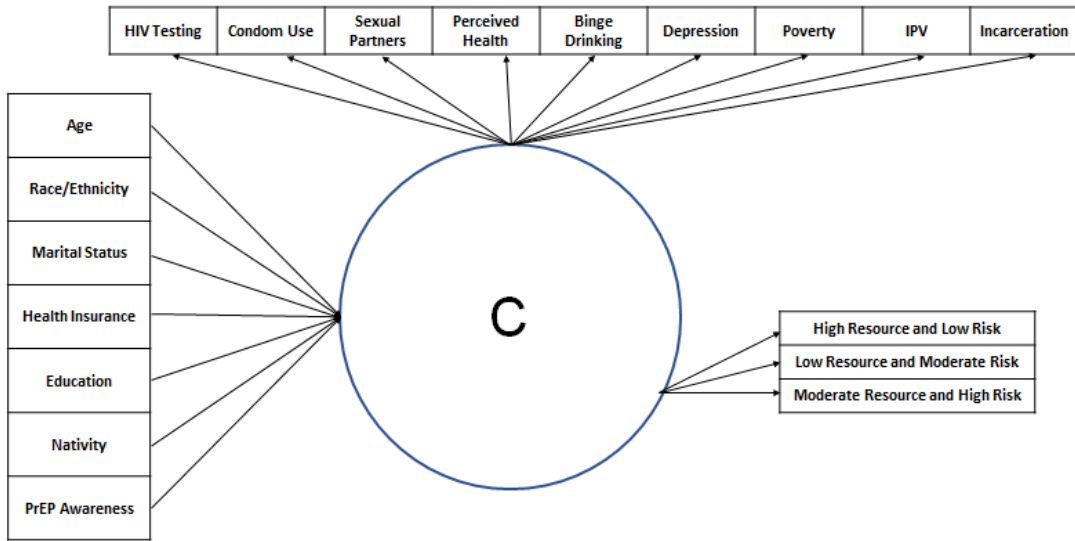 HIV Testing
Condom Use
Sexual
Partners
Perceived
Health
Binge
Drinking
Depression
Poverty
IPV
Incarceration
Age
Race/Ethnicity
Marital Status
Health Insurance
Education
Nativity
PrEP Awareness
C
High Resource and Low Risk
Low Resource and Moderate Risk
Moderate Resource and High Risk